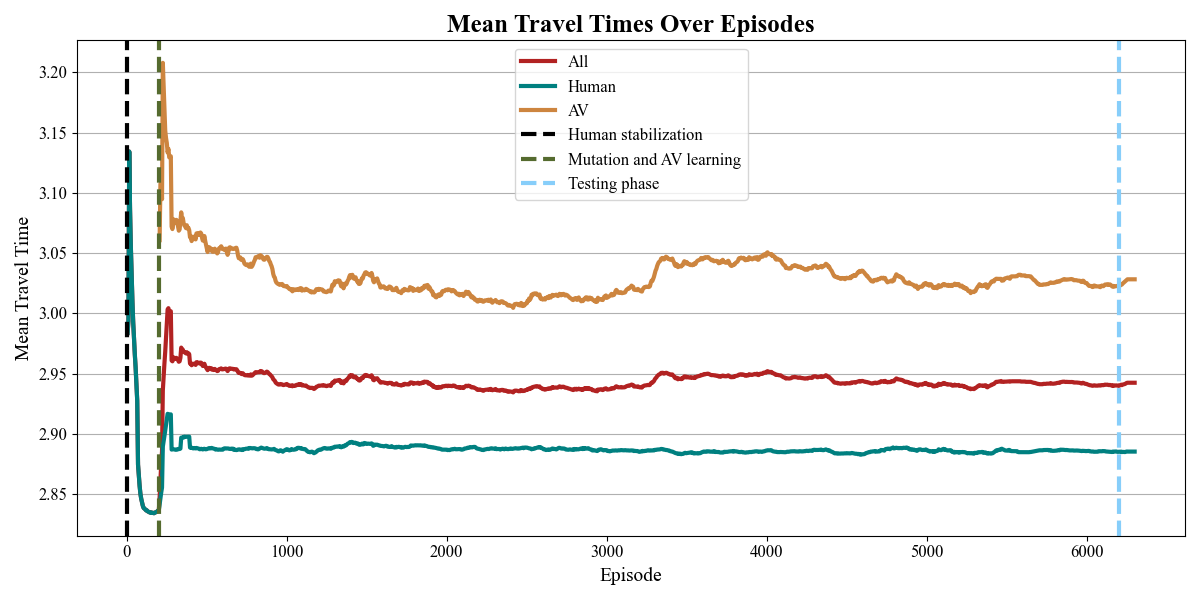 Mean Travel Times Over Episodes
All
Human
AV
Human stabilization
Mutation and AV learning
Testing phase
3.20
3.15
3.10
3.05
3.00
2.95
2.90
2.85
Mean Travel Time
0 1000 2000 3000 4000 5000 6000
Episode